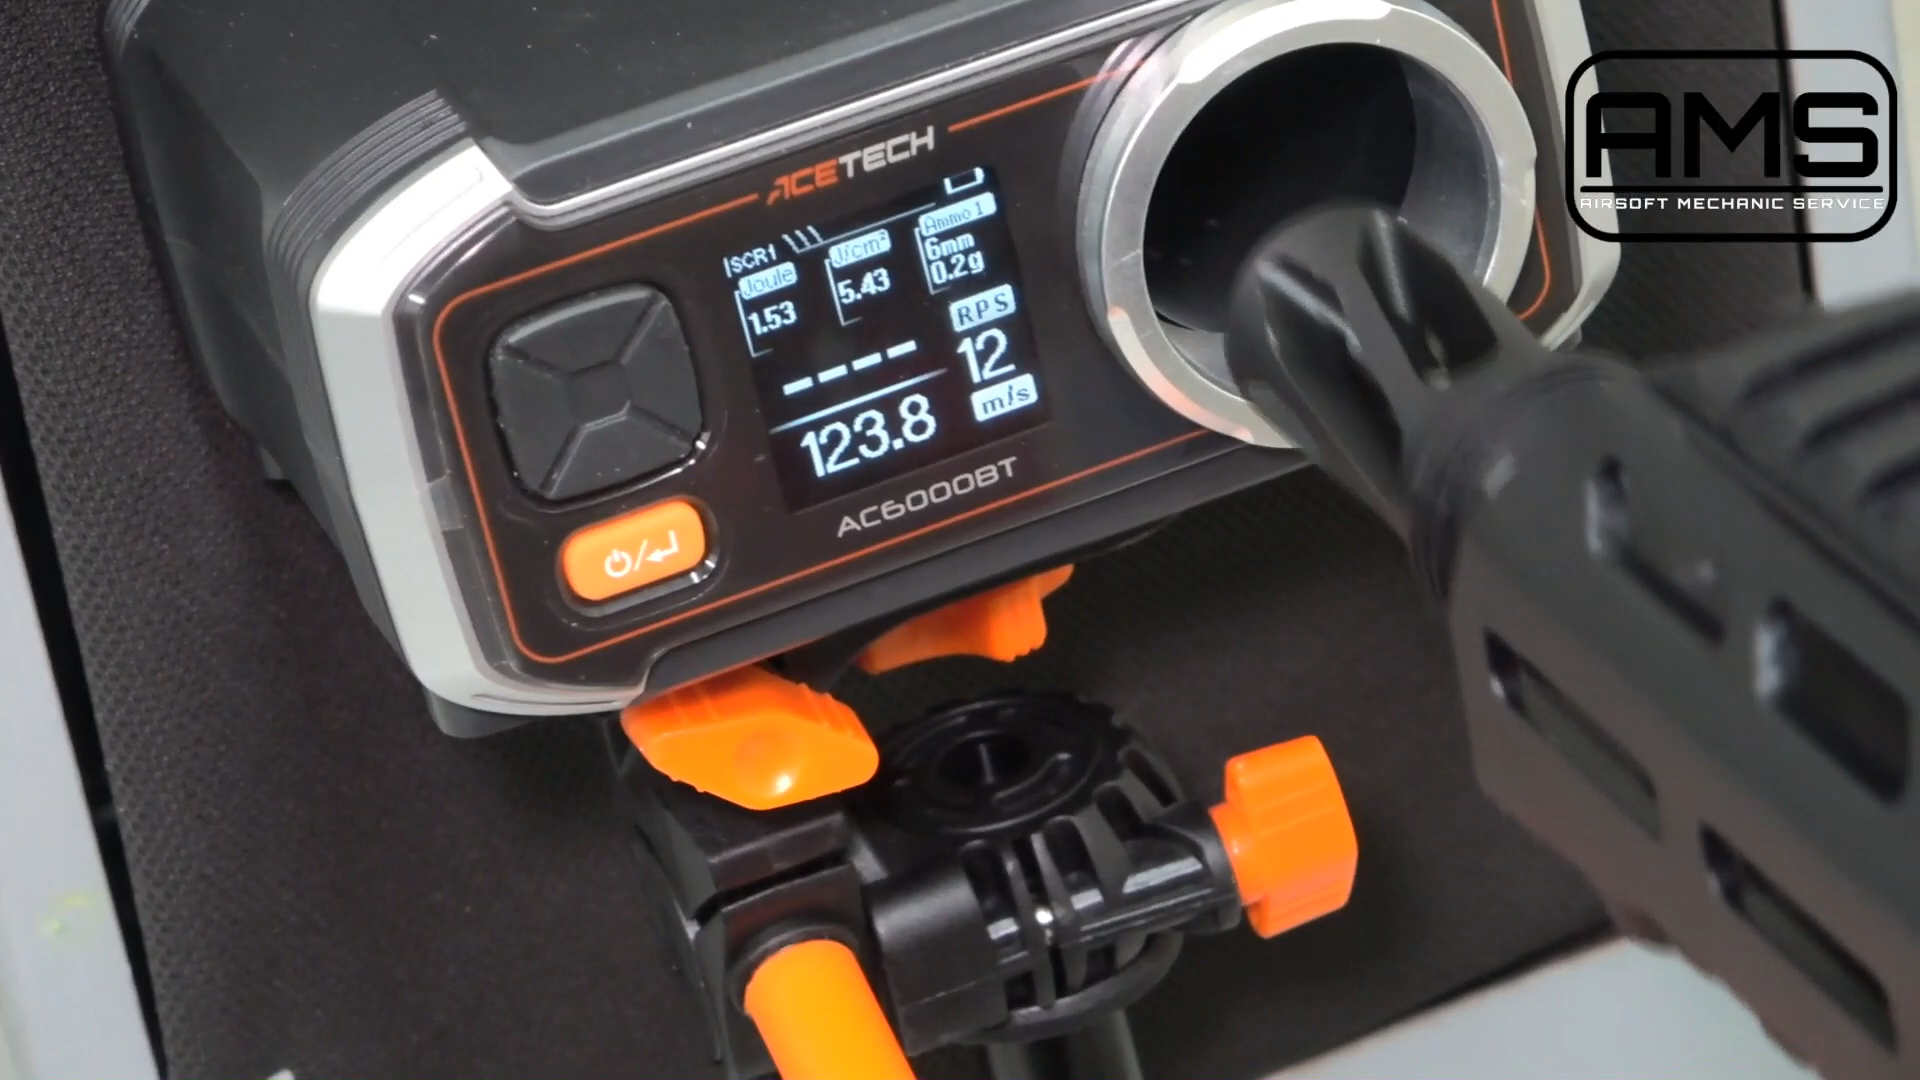 AMS
AIRSOFT MECHANIC SERVICE
ACETECH
SCR1
Joule
1.53
J/cm²
5.43
Ammo 1
6mm
0.2g
RPS
12
----
123.8
m/s
AC6000BT